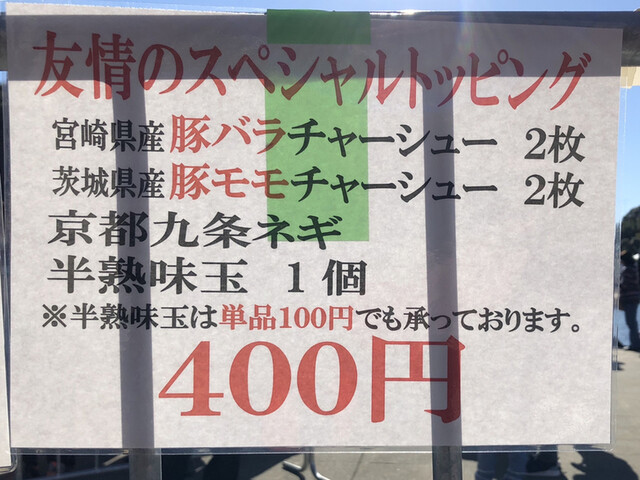 友情のスペシャルトッピング
宮崎県産豚バラチャーシュー 2枚
茨城県産豚モモチャーシュー 2枚
京都九条ネギ
半熟味玉 1個
※半熟味玉は単品100円でも承っております。
400円